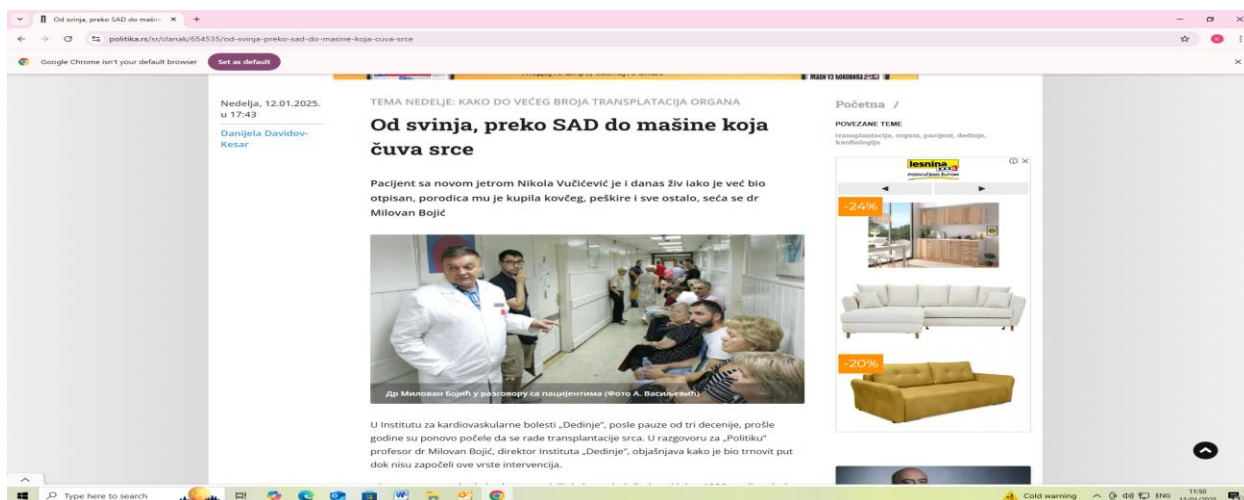 Od svinja, preko SAD do mašin
politika.rs/sr/clanak/654535/od-svinja-preko-sad-do-masine-koja-cuva-srce
Google Chrome isn't your default browser
Set as default
Nedelja, 12.01.2025.
u 17:43
Danijela Davidov-
Kesar
TEMA NEDELJE: KAKO DO VEĆEG BROJA TRANSPLATACIJA ORGANA
Od svinja, preko SAD do mašine koja
čuva srce
Pacijent sa novom jetrom Nikola Vučićević je i danas živ iako je već bio
otpisan, porodica mu je kupila kovčeg, peškire i sve ostalo, seća se dr
Milovan Bojić
Др Милован Бојић у разговору са пацијентима (Фото А. Васиљевић)
U Institutu za kardiovaskularne bolesti „Dedinje“, posle pauze od tri decenije, prošle
godine su ponovo počele da se rade transplantacije srca. U razgovoru za „Politiku“
profesor dr Milovan Bojić, direktor Instituta „Dedinje“, objašnjava kako je bio trnovit put
dok nisu započeli ove vrste intervencija.
Početna /
POVEZANE TEME
transplantacija, organi, pacijent, dedinje,
kardiologija
lesnina
XXXL
-24%
-20%
Type here to search
Cold warning
ENG
11:50
13/01/2025